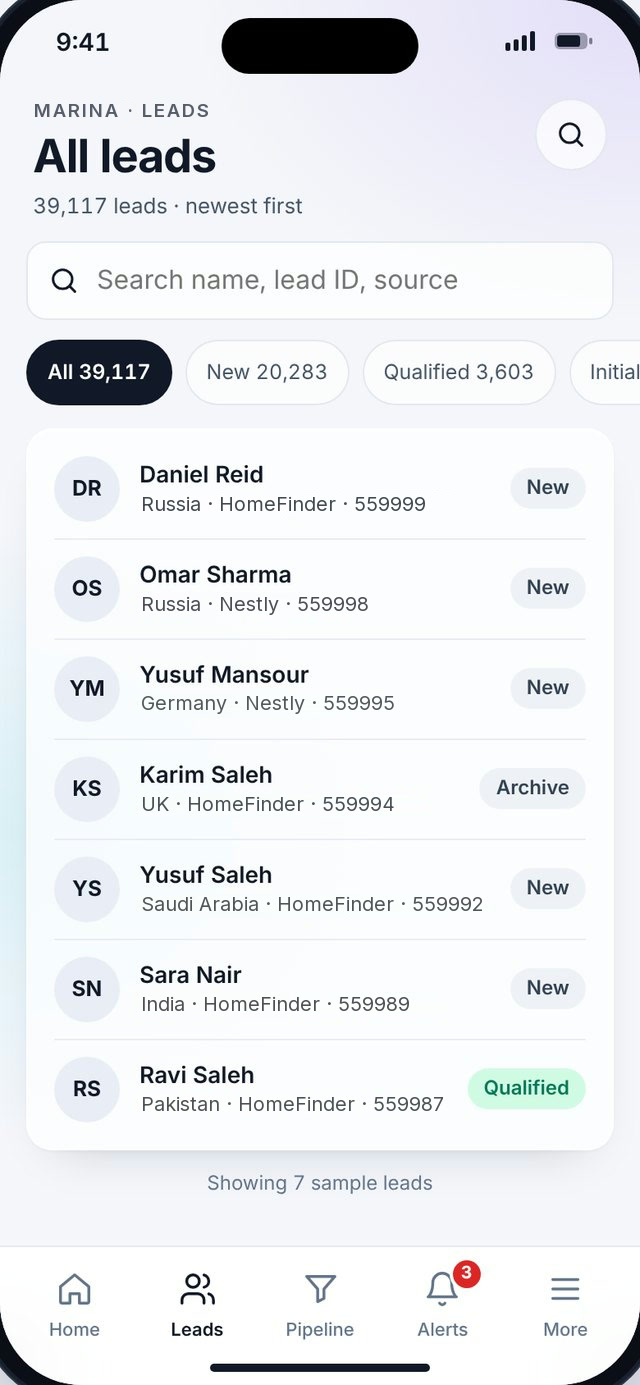 9:41
MARINA · LEADS
All leads
39,117 leads · newest first
Search name, lead ID, source
All 39,117
New 20,283
Qualified 3,603
Initial
DR
Daniel Reid
Russia · HomeFinder · 559999
New
OS
Omar Sharma
Russia · Nestly · 559998
New
YM
Yusuf Mansour
Germany · Nestly · 559995
New
KS
Karim Saleh
UK · HomeFinder · 559994
Archive
YS
Yusuf Saleh
Saudi Arabia · HomeFinder · 559992
New
SN
Sara Nair
India · HomeFinder · 559989
New
RS
Ravi Saleh
Pakistan · HomeFinder · 559987
Qualified
Showing 7 sample leads
3
Home
Leads
Pipeline
Alerts
More